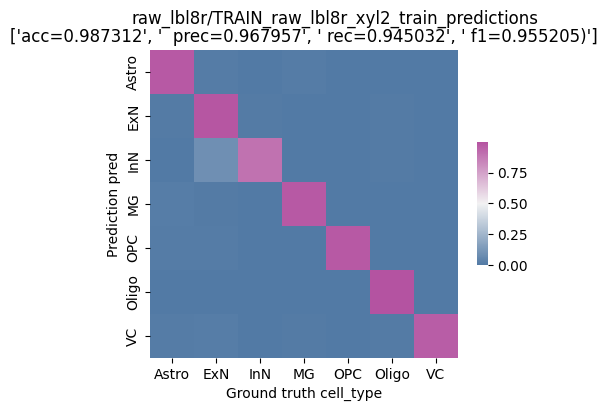 raw_lbl8r/TRAIN_raw_lbl8r_xyl2_train_predictions
['acc=0.987312', '  prec=0.967957', ' rec=0.945032', ' f1=0.955205)']
Astro
ExN
InN
MG
OPC
Oligo
VC
Prediction pred
0.75
0.50
0.25
0.00
Astro ExN InN MG OPC Oligo VC
Ground truth cell_type